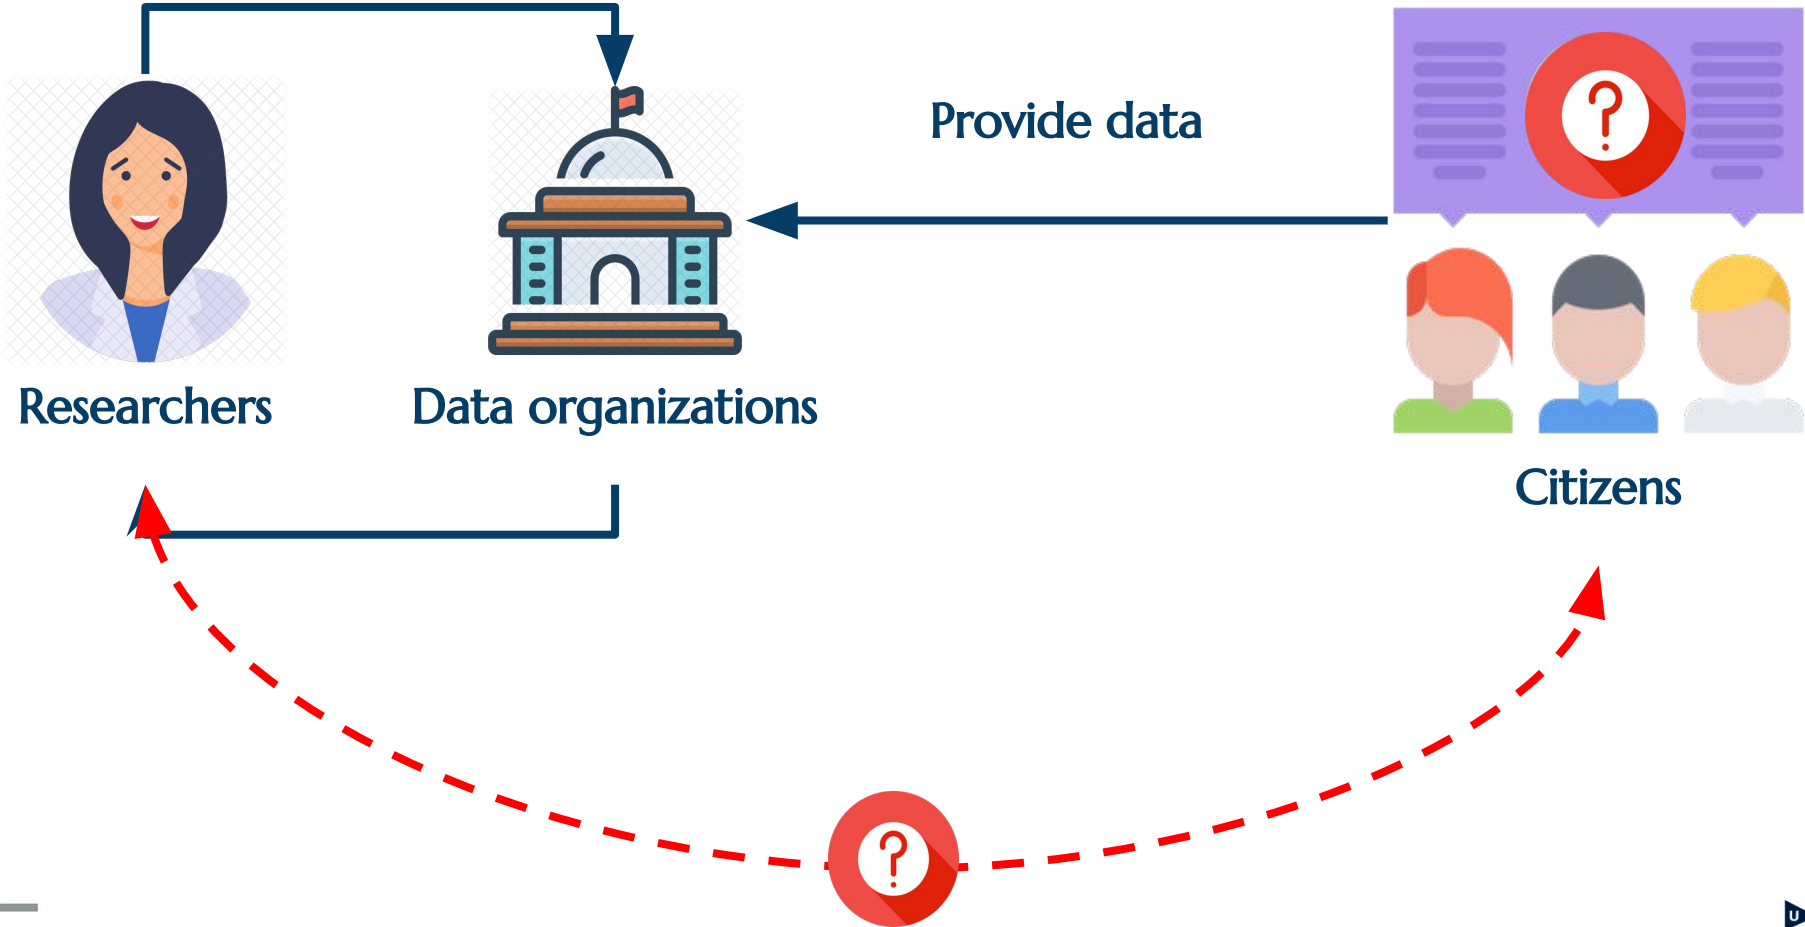 Provide data
Researchers
Data organizations
Citizens
?
?
U